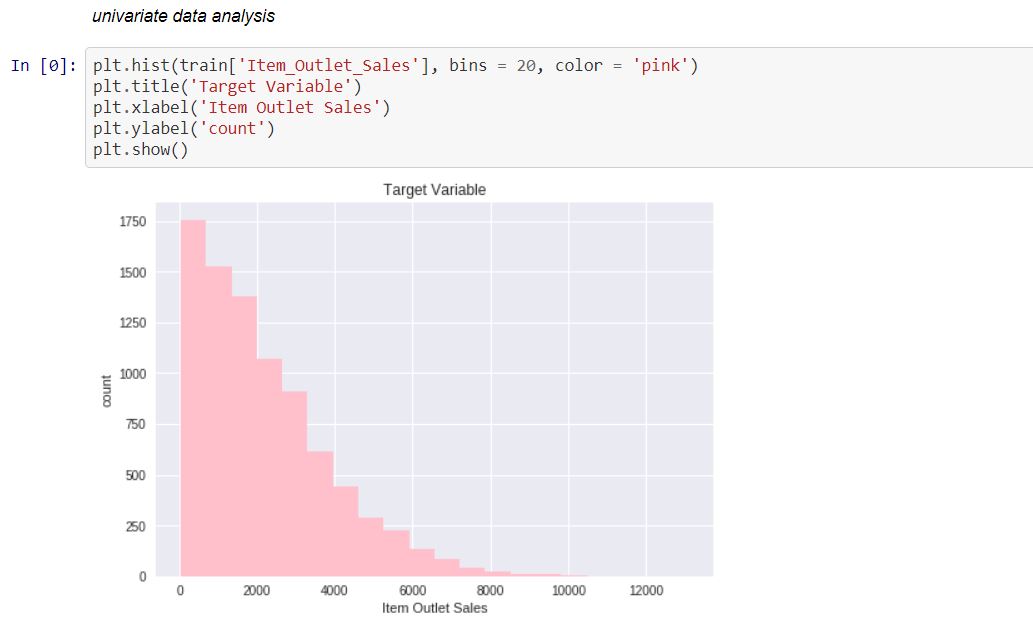 univariate data analysis
In [0]: plt.hist(train['Item_Outlet_Sales'], bins = 20, color = 'pink')
plt.title('Target Variable')
plt.xlabel('Item Outlet Sales')
plt.ylabel('count')
plt.show()
Target Variable
1750
1500
1250
1000
count
750
500
250
0
0 2000 4000 6000 8000 10000 12000
Item Outlet Sales